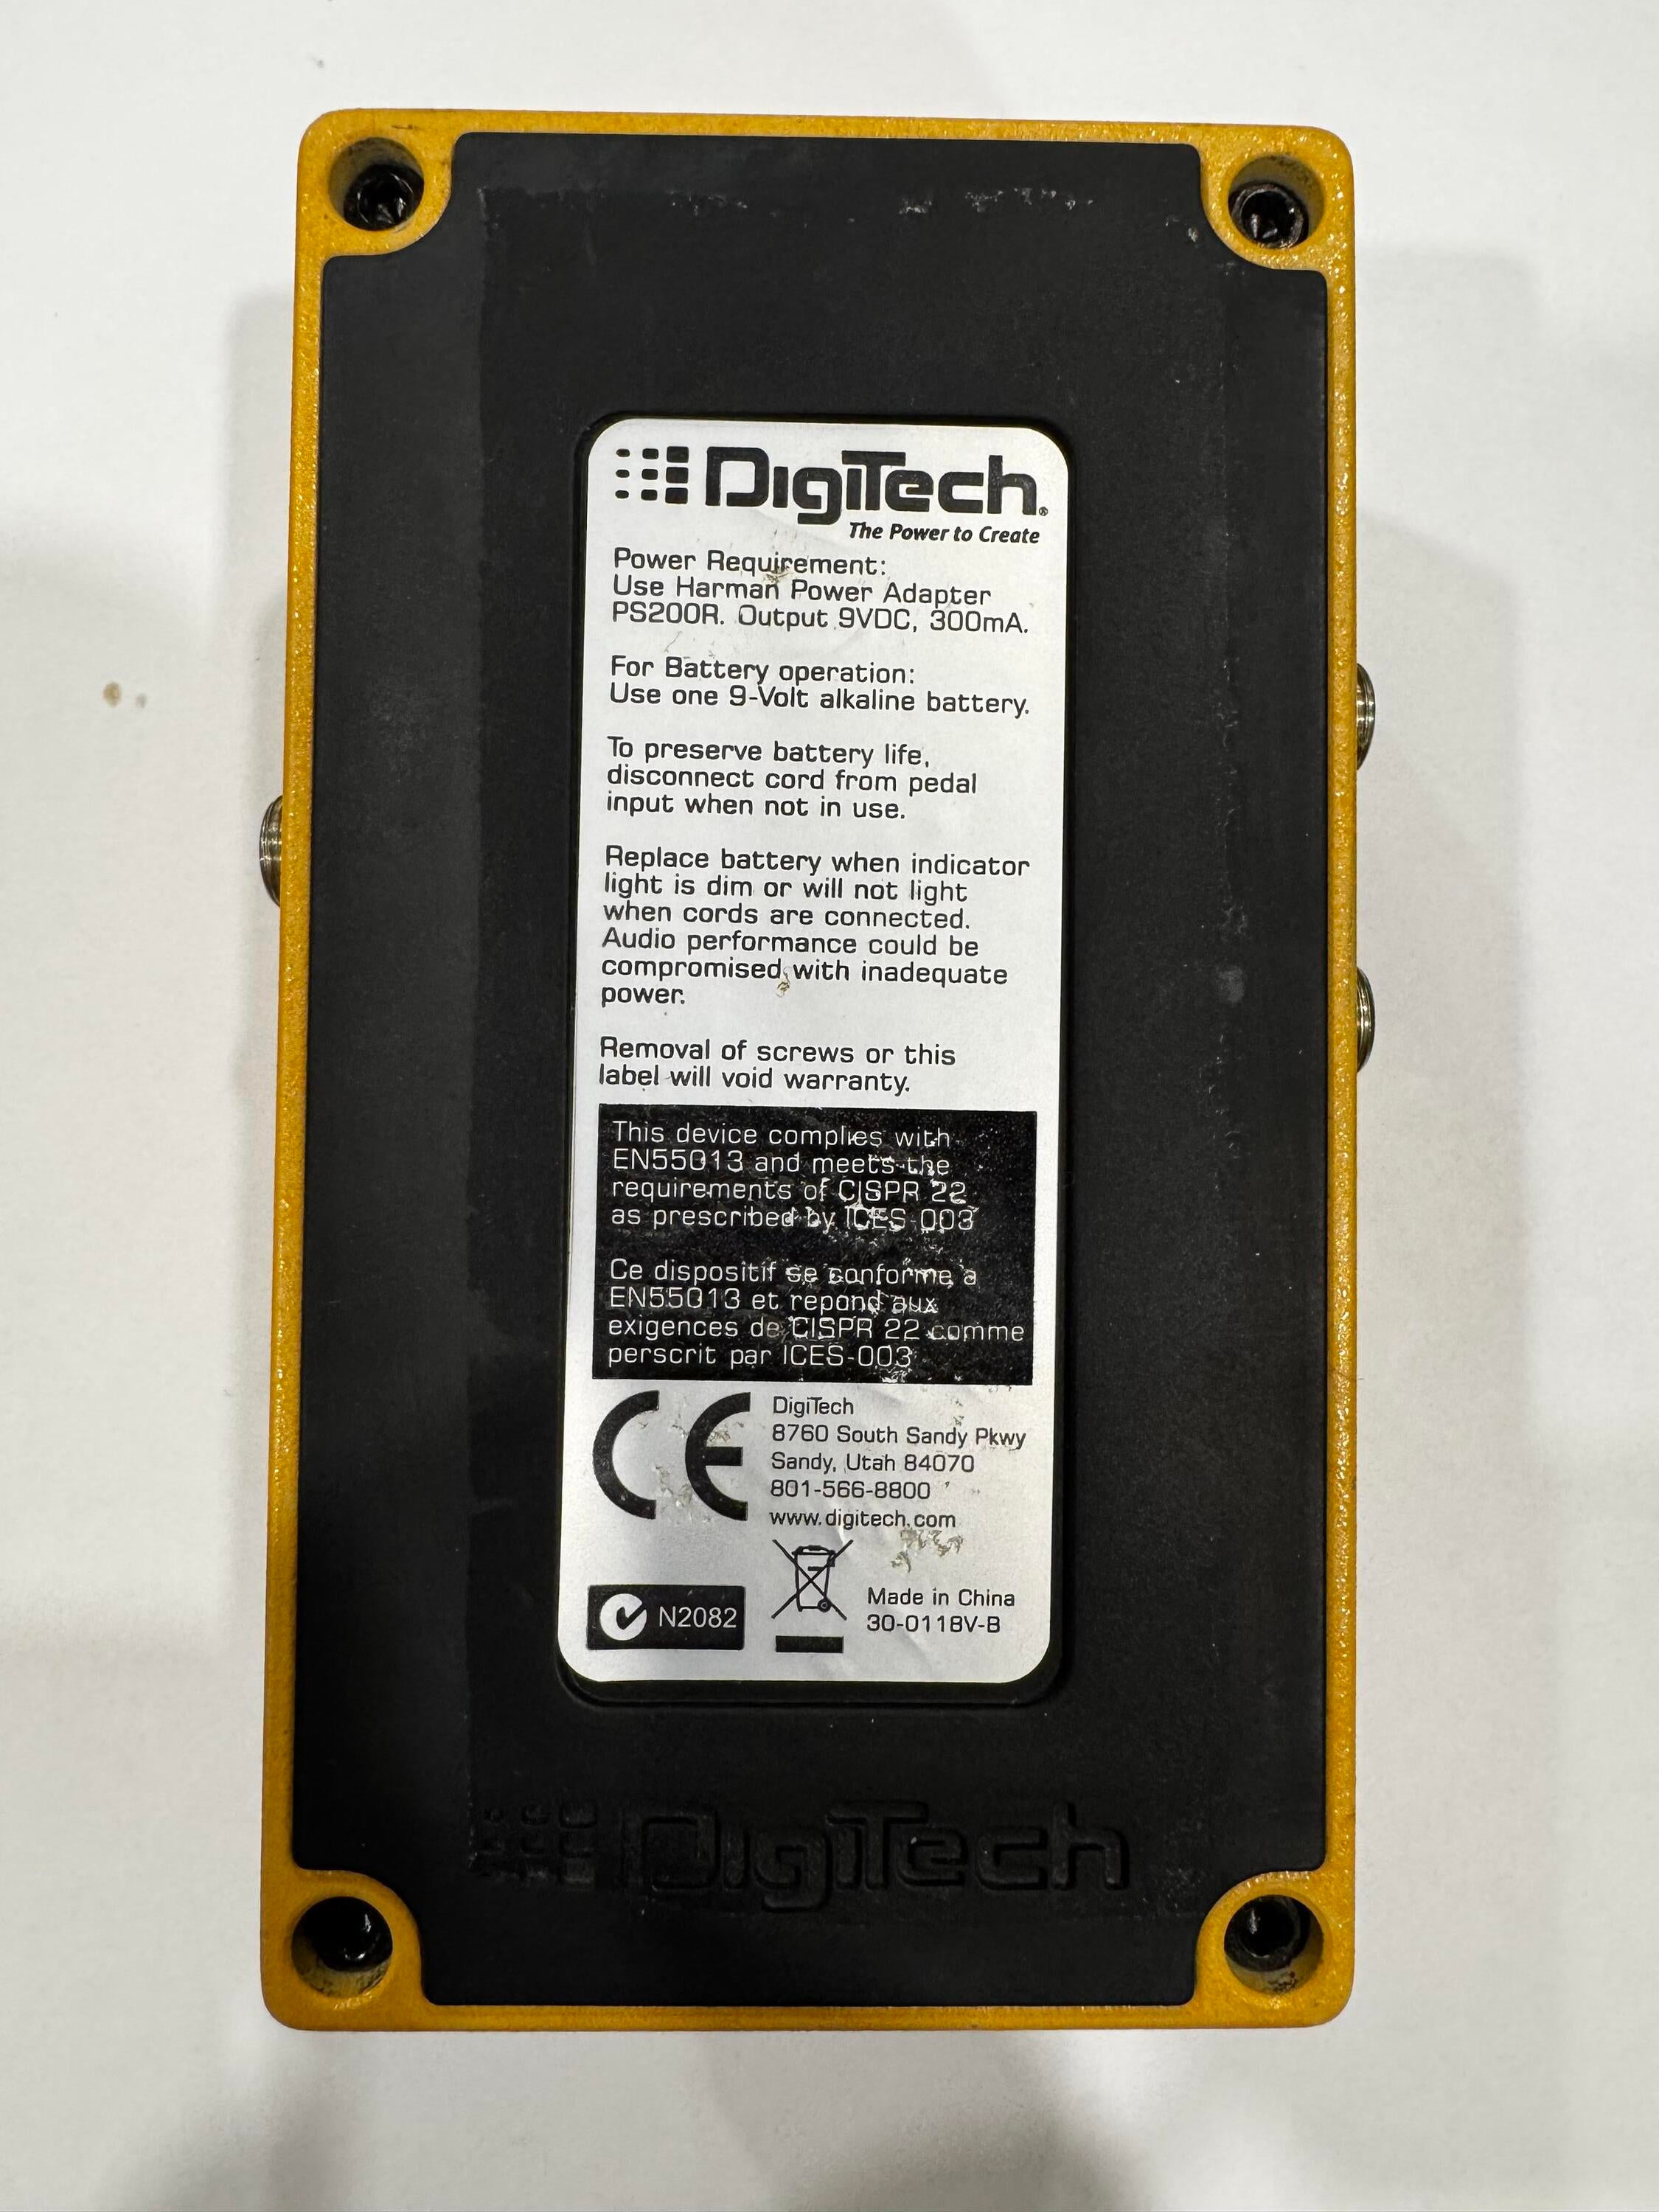 DigiTech®
The Power to Create
Power Requirement:
Use Harman Power Adapter
PS200R. Output 9VDC, 300mA.
For Battery operation:
Use one 9-Volt alkaline battery.
To preserve battery life,
disconnect cord from pedal
input when not in use.
Replace battery when indicator
light is dim or will not light
when cords are connected.
Audio performance could be
compromised with inadequate
power.
Removal of screws or this
label will void warranty.
This device complies with
EN55013 and meets the
requirements of CISPR 22
as prescribed by ICES-003
Ce dispositif se conforme a
EN55013 et repond aux
exigences de CISPR 22 comme
perscrit par ICES-003
CE
DigiTech
8760 South Sandy Pkwy
Sandy, Utah 84070
801-566-8800
www.digitech.com
N2082
Made in China
30-0118V-B
DigiTech